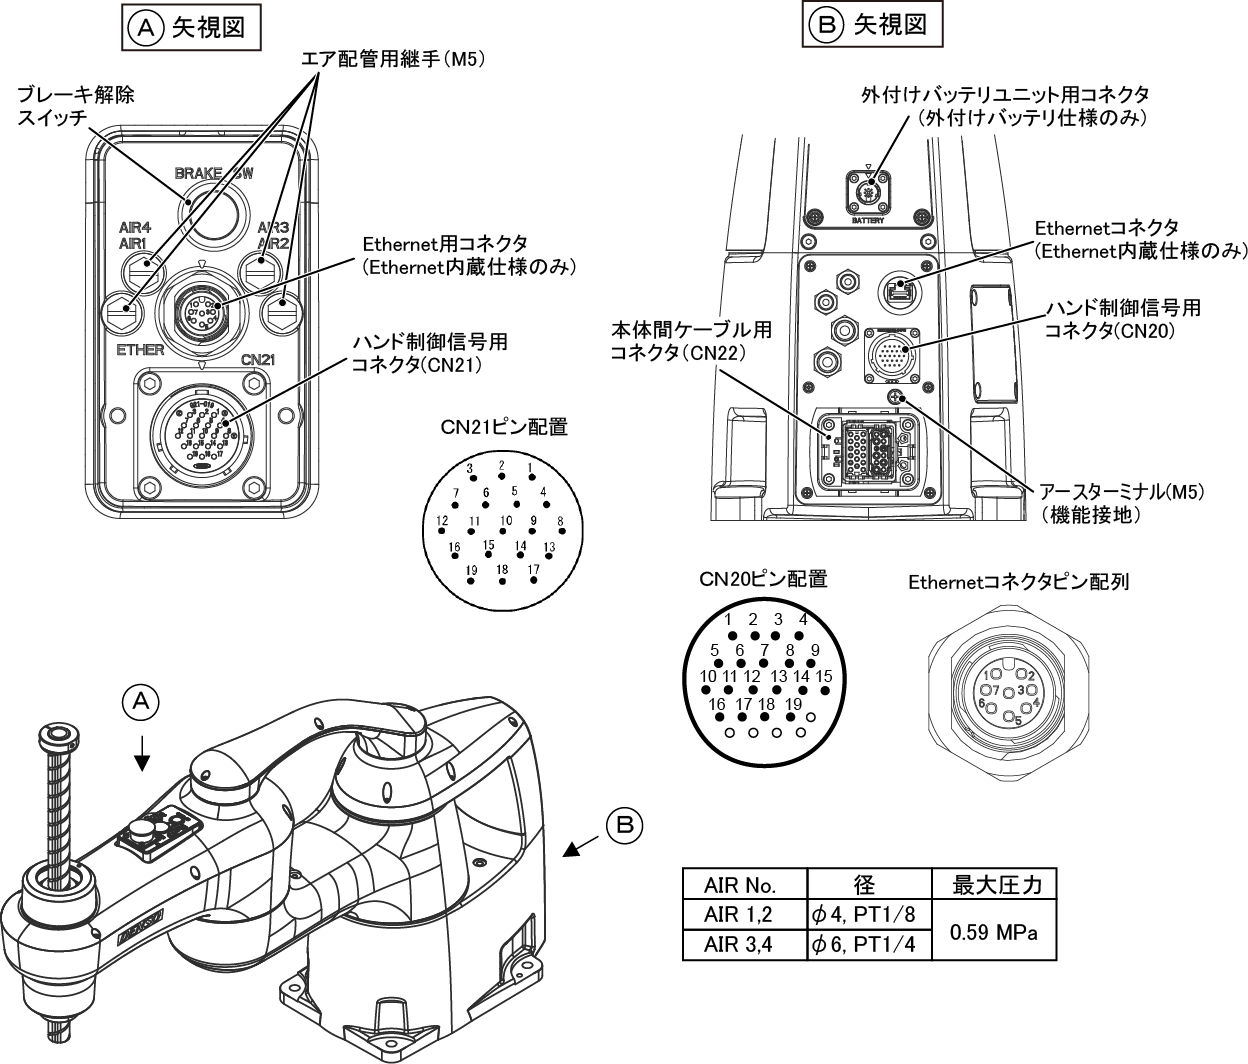 A 矢視図
エア配管用継手(M5)
ブレーキ解除
スイッチ
BRAKE SW
AIR4
AIR1
AIR3
AIR2
Ethernet用コネクタ
(Ethernet内蔵仕様のみ)
ETHER
CN21
ハンド制御信号用
コネクタ(CN21)
CN21ピン配置
3 2 1
7 6 5 4
12 11 10 9 8
16 15 14 13
19 18 17
B 矢視図
外付けバッテリユニット用コネクタ
(外付けバッテリ仕様のみ)
BATTERY
Ethernetコネクタ
(Ethernet内蔵仕様のみ)
ハンド制御信号用
コネクタ(CN20)
本体間ケーブル用
コネクタ(CN22)
アースターミナル(M5)
(機能接地)
CN20ピン配置
1 2 3 4
5 6 7 8 9
10 11 12 13 14 15
16 17 18 19
Ethernetコネクタピン配列
1 2
7 3
6 4
5
A
B
DENSO
AIR No. 径 最大圧力
AIR 1,2 φ4, PT1/8
0.59 MPa
AIR 3,4 φ6, PT1/4